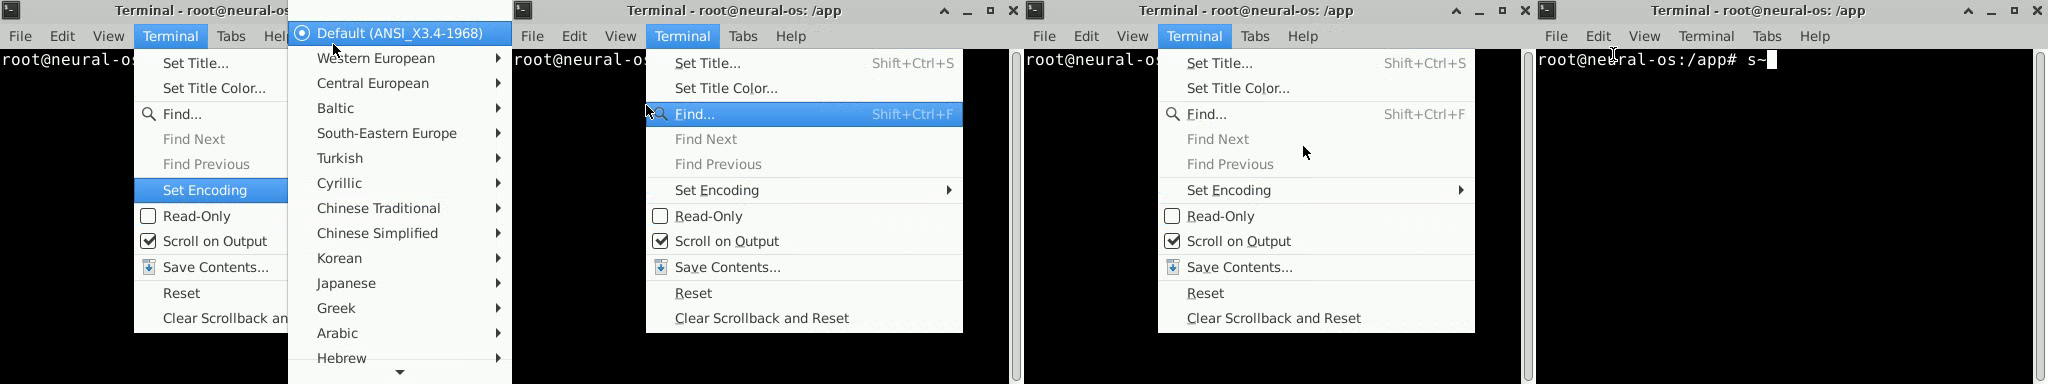 Terminal - root@neural-os
File Edit View Terminal Tabs Help
root@neural-os
Set Title...
Set Title Color...
Find...
Find Next
Find Previous
Set Encoding
Read-Only
Scroll on Output
Save Contents...
Reset
Clear Scrollback an
Default (ANSI_X3.4-1968)
Western European
Central European
Baltic
South-Eastern Europe
Turkish
Cyrillic
Chinese Traditional
Chinese Simplified
Korean
Japanese
Greek
Arabic
Hebrew
Terminal - root@neural-os: /app
File Edit View Terminal Tabs Help
root@neural-os
Set Title... Shift+Ctrl+S
Set Title Color...
Find... Shift+Ctrl+F
Find Next
Find Previous
Set Encoding
Read-Only
Scroll on Output
Save Contents...
Reset
Clear Scrollback and Reset
Terminal - root@neural-os: /app
File Edit View Terminal Tabs Help
root@neural-os
Set Title... Shift+Ctrl+S
Set Title Color...
Find... Shift+Ctrl+F
Find Next
Find Previous
Set Encoding
Read-Only
Scroll on Output
Save Contents...
Reset
Clear Scrollback and Reset
Terminal - root@neural-os: /app
File Edit View Terminal Tabs Help
root@neural-os:/app# s~